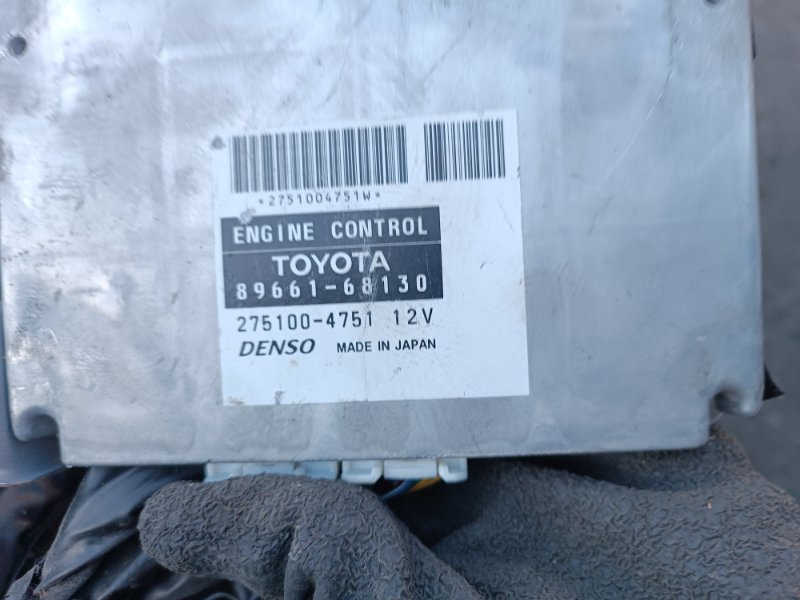 *2751004751W*
ENGINE CONTROL
TOYOTA
89661-68130
275100-4751 12V
DENSO MADE IN JAPAN